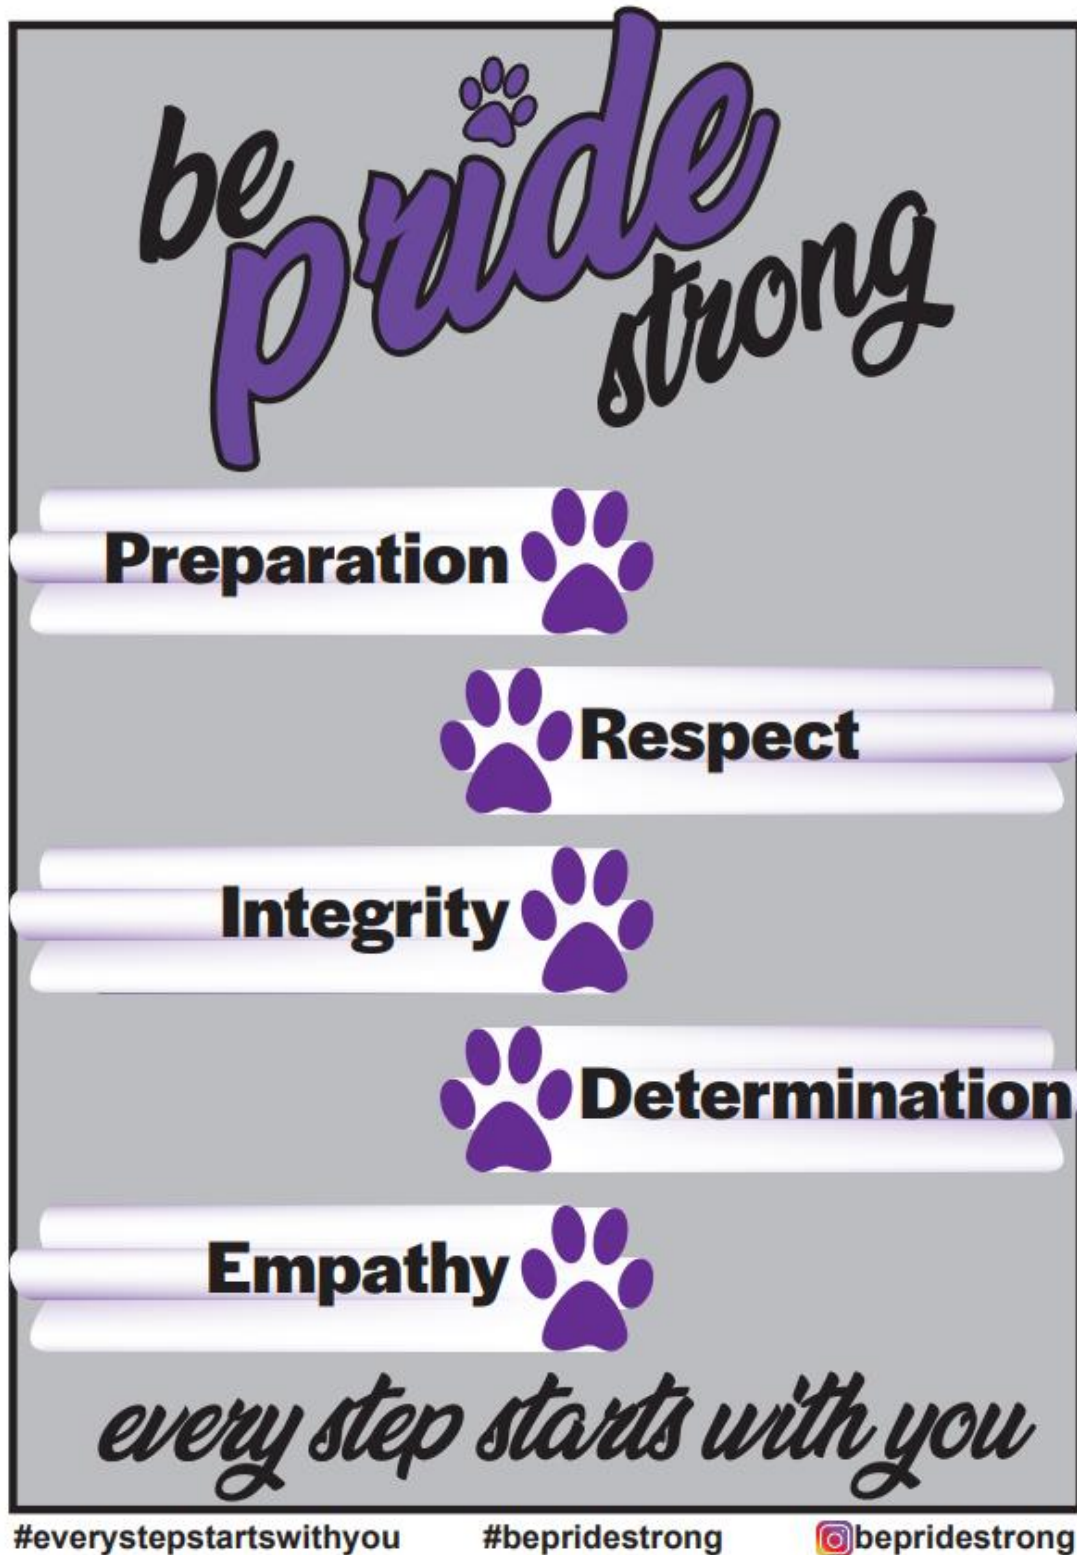 be
pride
strong
Preparation
Respect
Integrity
Determination
Empathy
every step starts with you
#everystepstartswithyou #bepridestrong bepridestrong